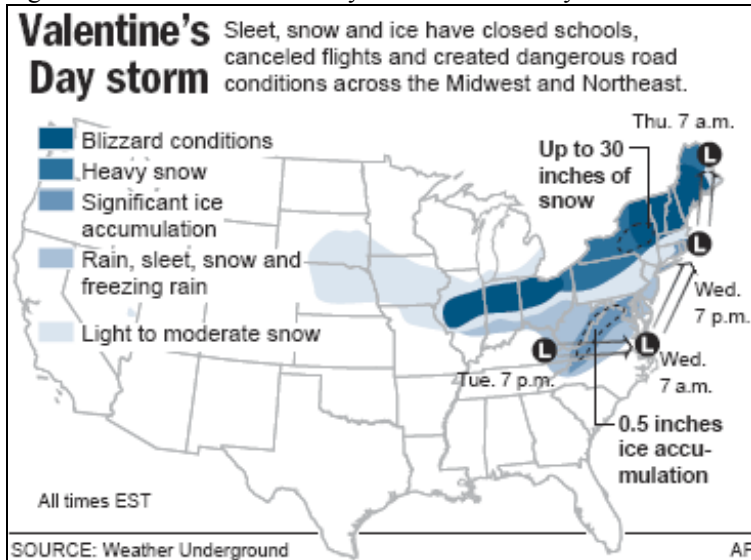 Valentine's
Day storm
Sleet, snow and ice have closed schools,
canceled flights and created dangerous road
conditions across the Midwest and Northeast.
Blizzard conditions
Heavy snow
Significant ice
accumulation
Rain, sleet, snow and
freezing rain
Light to moderate snow
Thu. 7 a.m.
Up to 30
inches of
snow
L
L
Wed.
7 p.m.
L
L
Tue. 7 p.m.
Wed.
7 a.m.
0.5 inches
ice accu-
mulation
All times EST
SOURCE: Weather Underground